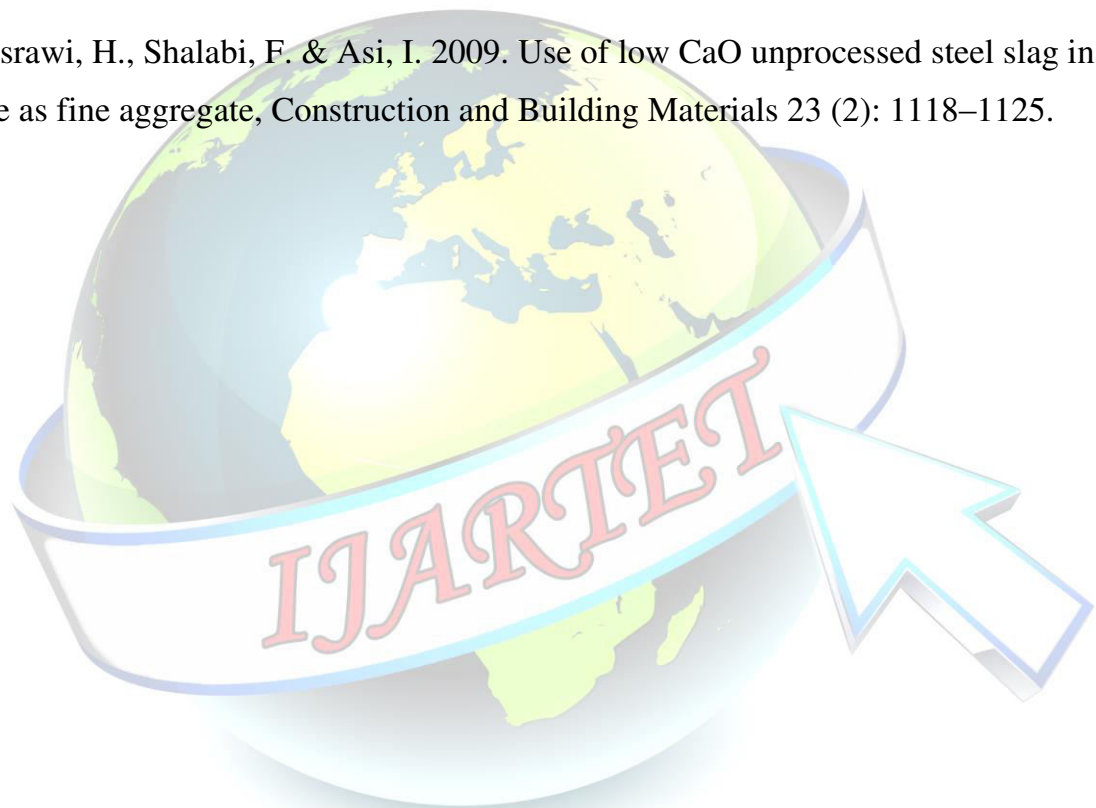 srawi, H., Shalabi, F. & Asi, I. 2009. Use of low CaO unprocessed steel slag in
e as fine aggregate, Construction and Building Materials 23 (2): 1118–1125.
IJARTET